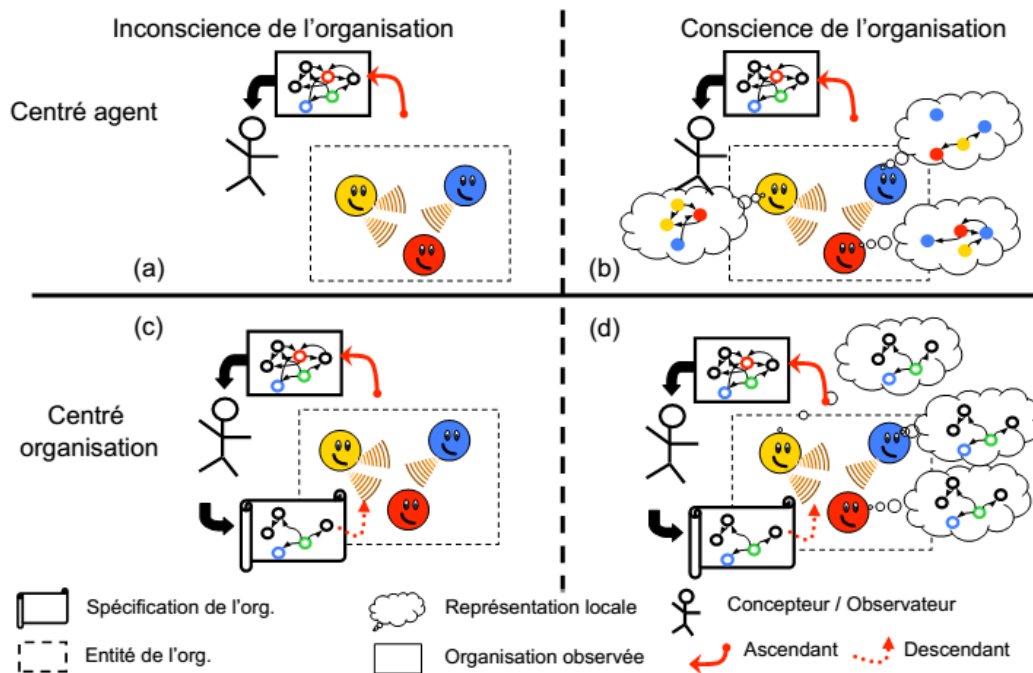 Inconscience de l'organisation
Conscience de l'organisation
Centré agent
(a)
(b)
(c)
(d)
Centré
organisation
Spécification de l'org.
Représentation locale
Concepteur / Observateur
Entité de l'org.
Organisation observée
Ascendant
Descendant